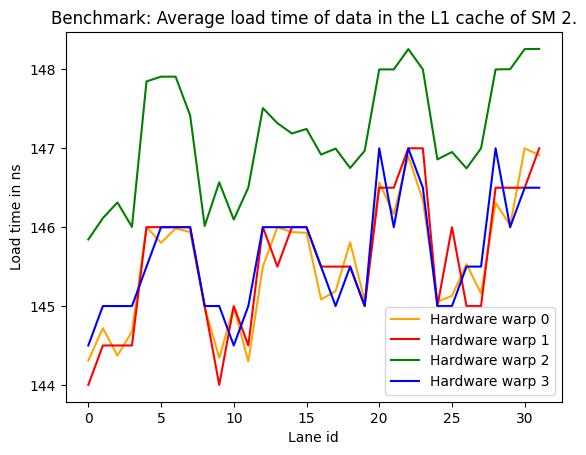 Benchmark: Average load time of data in the L1 cache of SM 2.
148
147
146
145
144
Load time in ns
Hardware warp 0
Hardware warp 1
Hardware warp 2
Hardware warp 3
0 5 10 15 20 25 30
Lane id